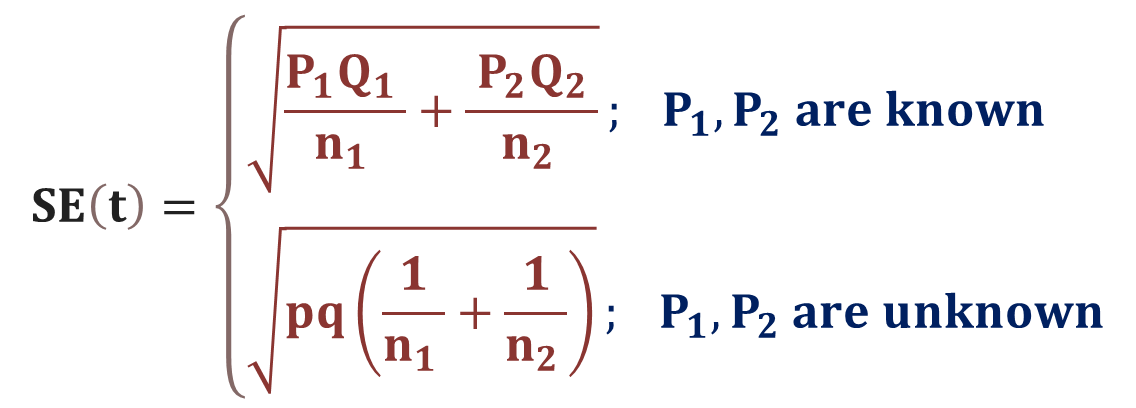 SE(t) = { √(P₁Q₁/n₁ + P₂Q₂/n₂) ; P₁, P₂ are known
√(pq(1/n₁ + 1/n₂)) ; P₁, P₂ are unknown